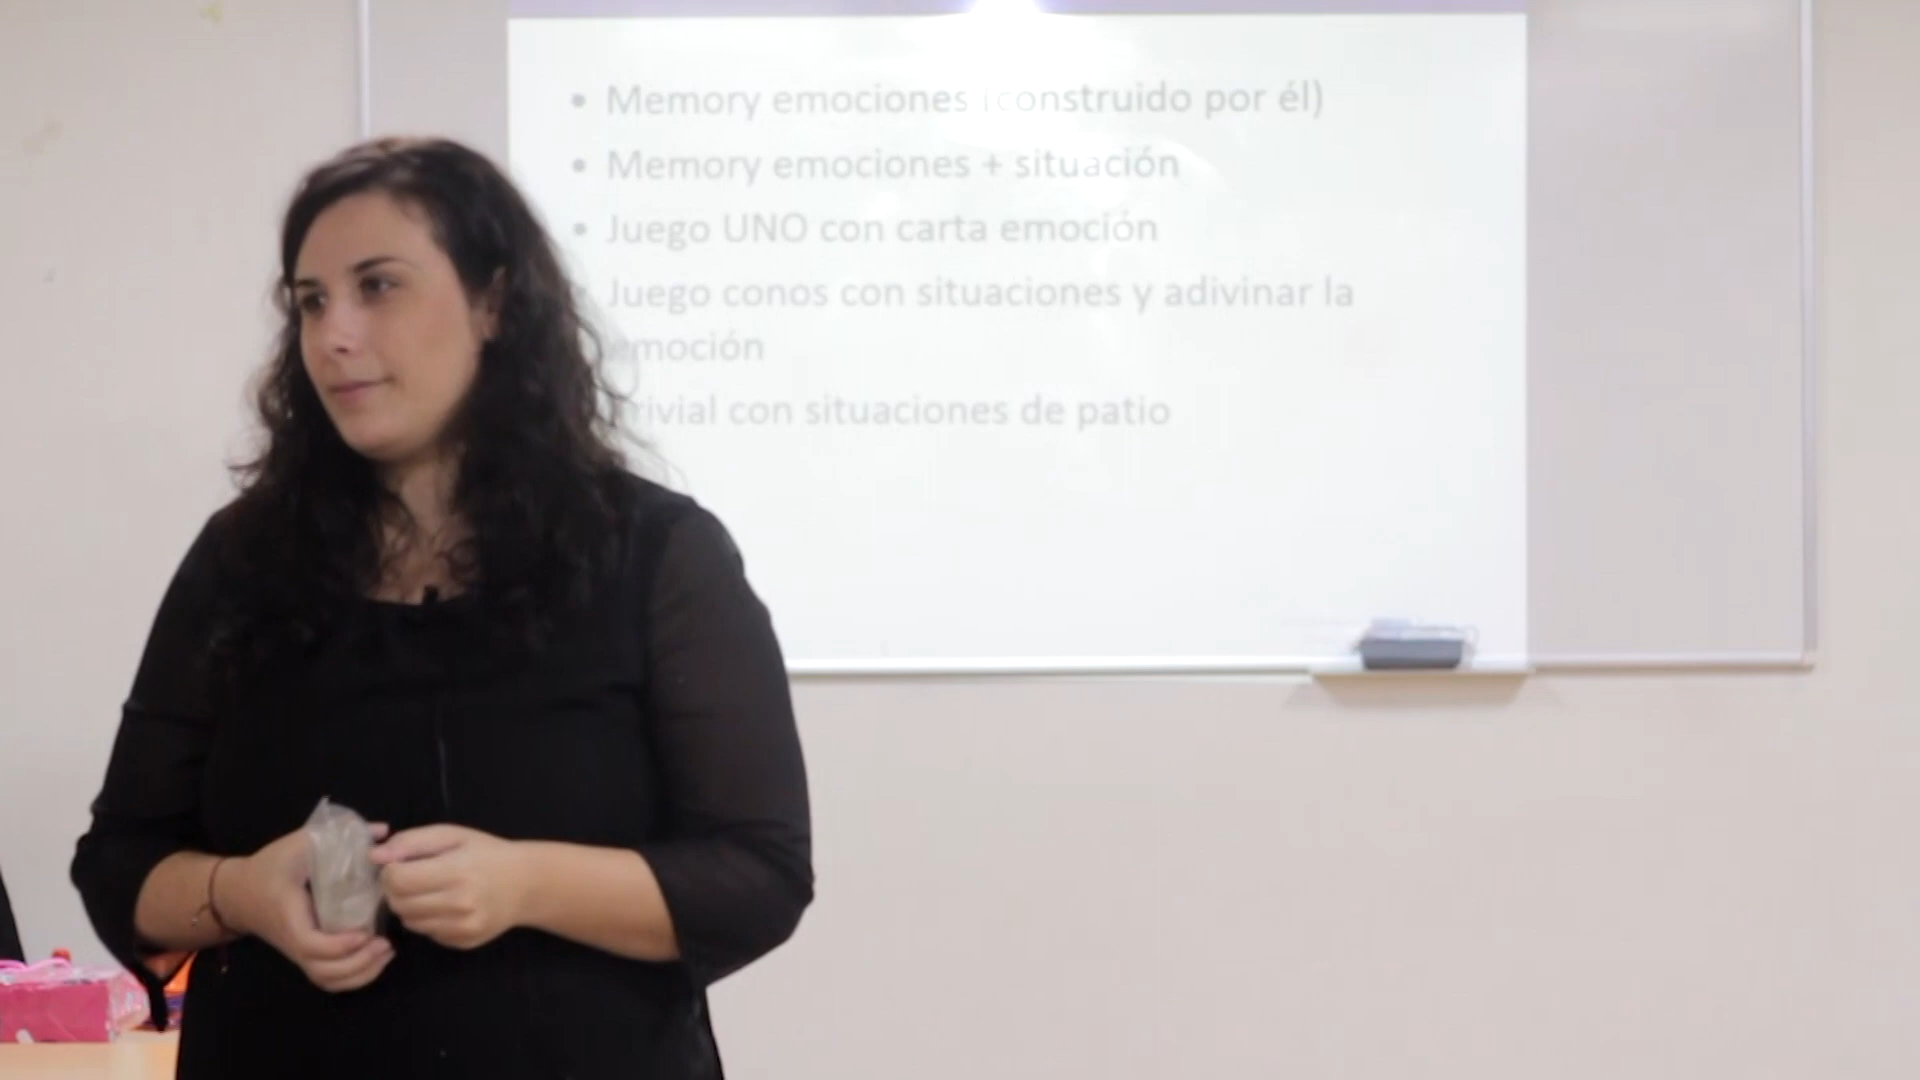 • Memory emociones (construido por él)
• Memory emociones + situación
• Juego UNO con carta emoción
• Juego conos con situaciones y adivinar la
emoción
Trivial con situaciones de patio